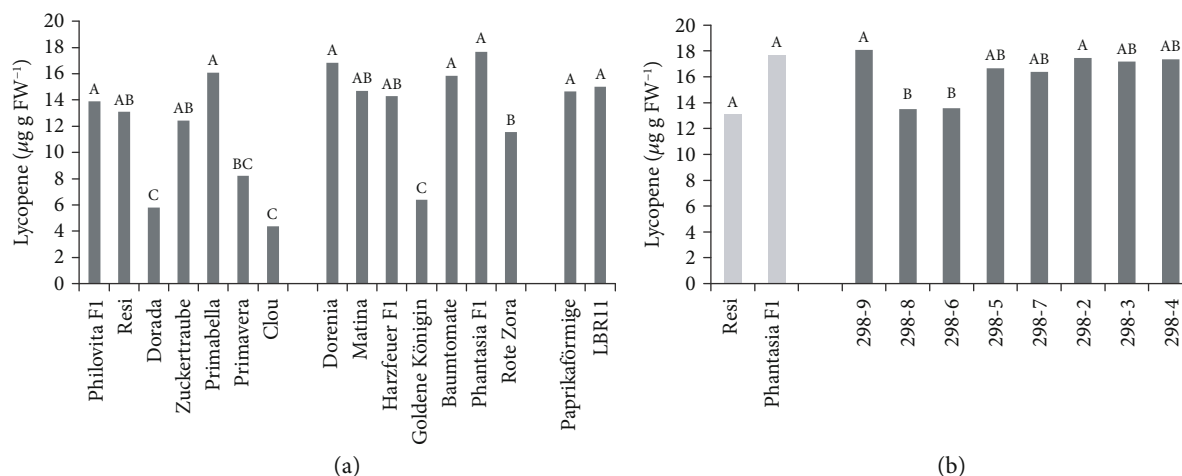 20
18
16
14
12
10
8
6
4
2
0
Lycopene (µg g FW⁻¹)
A
AB
C
AB
A
BC
C
A
AB
AB
C
A
A
B
A
A
Philovita F1
Resi
Dorada
Zuckertraube
Primabella
Primavera
Clou
Dorenia
Matina
Harzfeuer F1
Goldene Königin
Baumtomate
Phantasia F1
Rote Zora
Paprikaförmige
LBR11
(a)
20
18
16
14
12
10
8
6
4
2
0
Lycopene (µg g FW⁻¹)
A
A
A
B
B
AB
AB
A
AB
AB
Resi
Phantasia F1
298-9
298-8
298-6
298-5
298-7
298-2
298-3
298-4
(b)